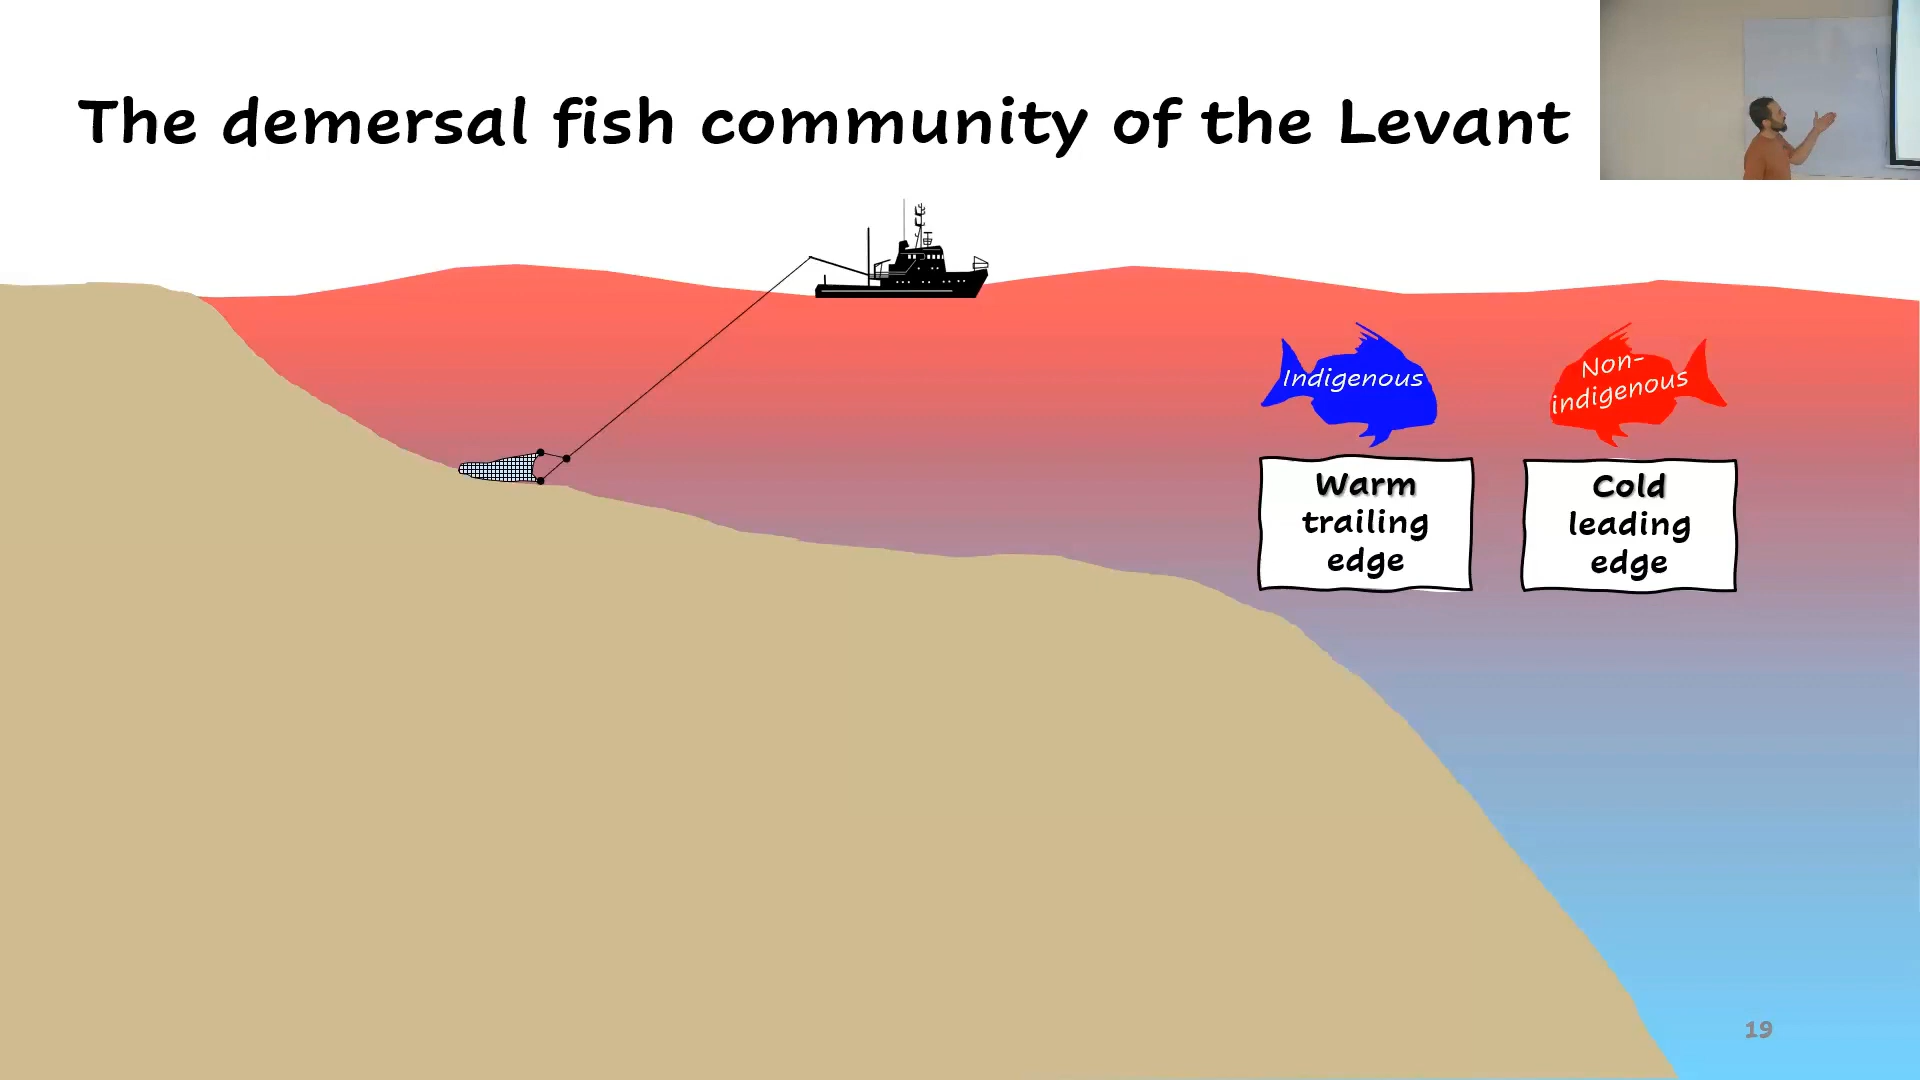 The demersal fish community of the Levant
Indigenous
Non-
indigenous
Warm
trailing
edge
Cold
leading
edge
19